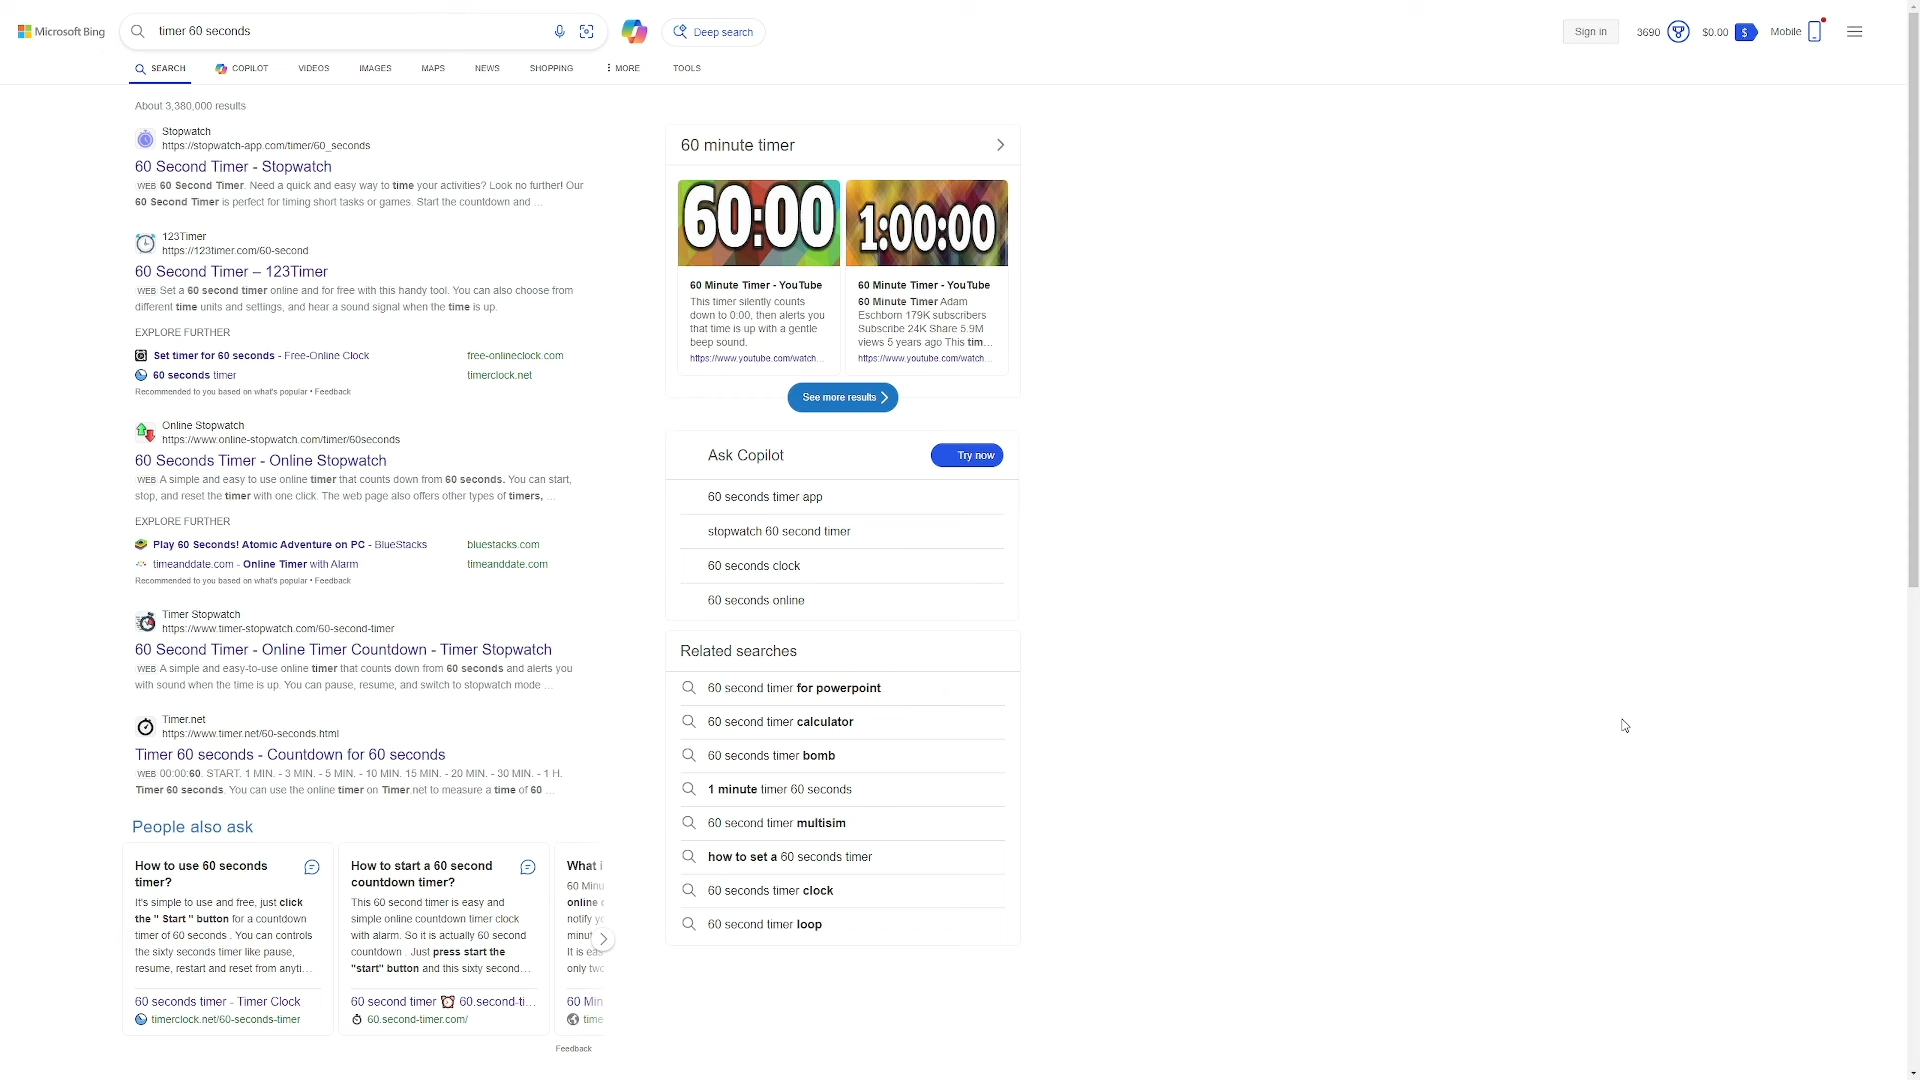 Microsoft Bing
timer 60 seconds
Deep search
Sign in
3690
$0.00
$
Mobile
SEARCH
COPILOT
VIDEOS
IMAGES
MAPS
NEWS
SHOPPING
MORE
TOOLS
About 3,380,000 results
Stopwatch
https://stopwatch-app.com/timer/60_seconds
60 Second Timer - Stopwatch
WEB 60 Second Timer. Need a quick and easy way to time your activities? Look no further! Our
60 Second Timer is perfect for timing short tasks or games. Start the countdown and ...
123Timer
https://123timer.com/60-second
60 Second Timer – 123Timer
WEB Set a 60 second timer online and for free with this handy tool. You can also choose from
different time units and settings, and hear a sound signal when the time is up.
EXPLORE FURTHER
Set timer for 60 seconds - Free-Online Clock
free-onlineclock.com
60 seconds timer
timerclock.net
Recommended to you based on what's popular • Feedback
Online Stopwatch
https://www.online-stopwatch.com/timer/60seconds
60 Seconds Timer - Online Stopwatch
WEB A simple and easy to use online timer that counts down from 60 seconds. You can start,
stop, and reset the timer with one click. The web page also offers other types of timers, ...
EXPLORE FURTHER
Play 60 Seconds! Atomic Adventure on PC - BlueStacks
bluestacks.com
timeanddate.com - Online Timer with Alarm
timeanddate.com
Recommended to you based on what's popular • Feedback
Timer Stopwatch
https://www.timer-stopwatch.com/60-second-timer
60 Second Timer - Online Timer Countdown - Timer Stopwatch
WEB A simple and easy-to-use online timer that counts down from 60 seconds and alerts you
with sound when the time is up. You can pause, resume, and switch to stopwatch mode ...
Timer.net
https://www.timer.net/60-seconds.html
Timer 60 seconds - Countdown for 60 seconds
WEB 00:00:60. START. 1 MIN. - 3 MIN. - 5 MIN. - 10 MIN. 15 MIN. - 20 MIN. - 30 MIN. - 1 H.
Timer 60 seconds. You can use the online timer on Timer.net to measure a time of 60 ...
People also ask
How to use 60 seconds
timer?
It's simple to use and free, just click
the " Start " button for a countdown
timer of 60 seconds . You can controls
the sixty seconds timer like pause,
resume, restart and reset from anyti...
60 seconds timer - Timer Clock
timerclock.net/60-seconds-timer
How to start a 60 second
countdown timer?
This 60 second timer is easy and
simple online countdown timer clock
with alarm. So it is actually 60 second
countdown . Just press start the
"start" button and this sixty second...
60 second timer ⏰ 60.second-ti...
60.second-timer.com/
What i
60 Minu
online c
notify yo
minut
It is eas
only two
60 Min
time
Feedback
60 minute timer
60:00
1:00:00
60 Minute Timer - YouTube
This timer silently counts
down to 0:00, then alerts you
that time is up with a gentle
beep sound.
https://www.youtube.com/watch...
60 Minute Timer - YouTube
60 Minute Timer Adam
Eschborn 179K subscribers
Subscribe 24K Share 5.9M
views 5 years ago This tim...
https://www.youtube.com/watch...
See more results
Ask Copilot
Try now
60 seconds timer app
stopwatch 60 second timer
60 seconds clock
60 seconds online
Related searches
60 second timer for powerpoint
60 second timer calculator
60 seconds timer bomb
1 minute timer 60 seconds
60 second timer multisim
how to set a 60 seconds timer
60 seconds timer clock
60 second timer loop